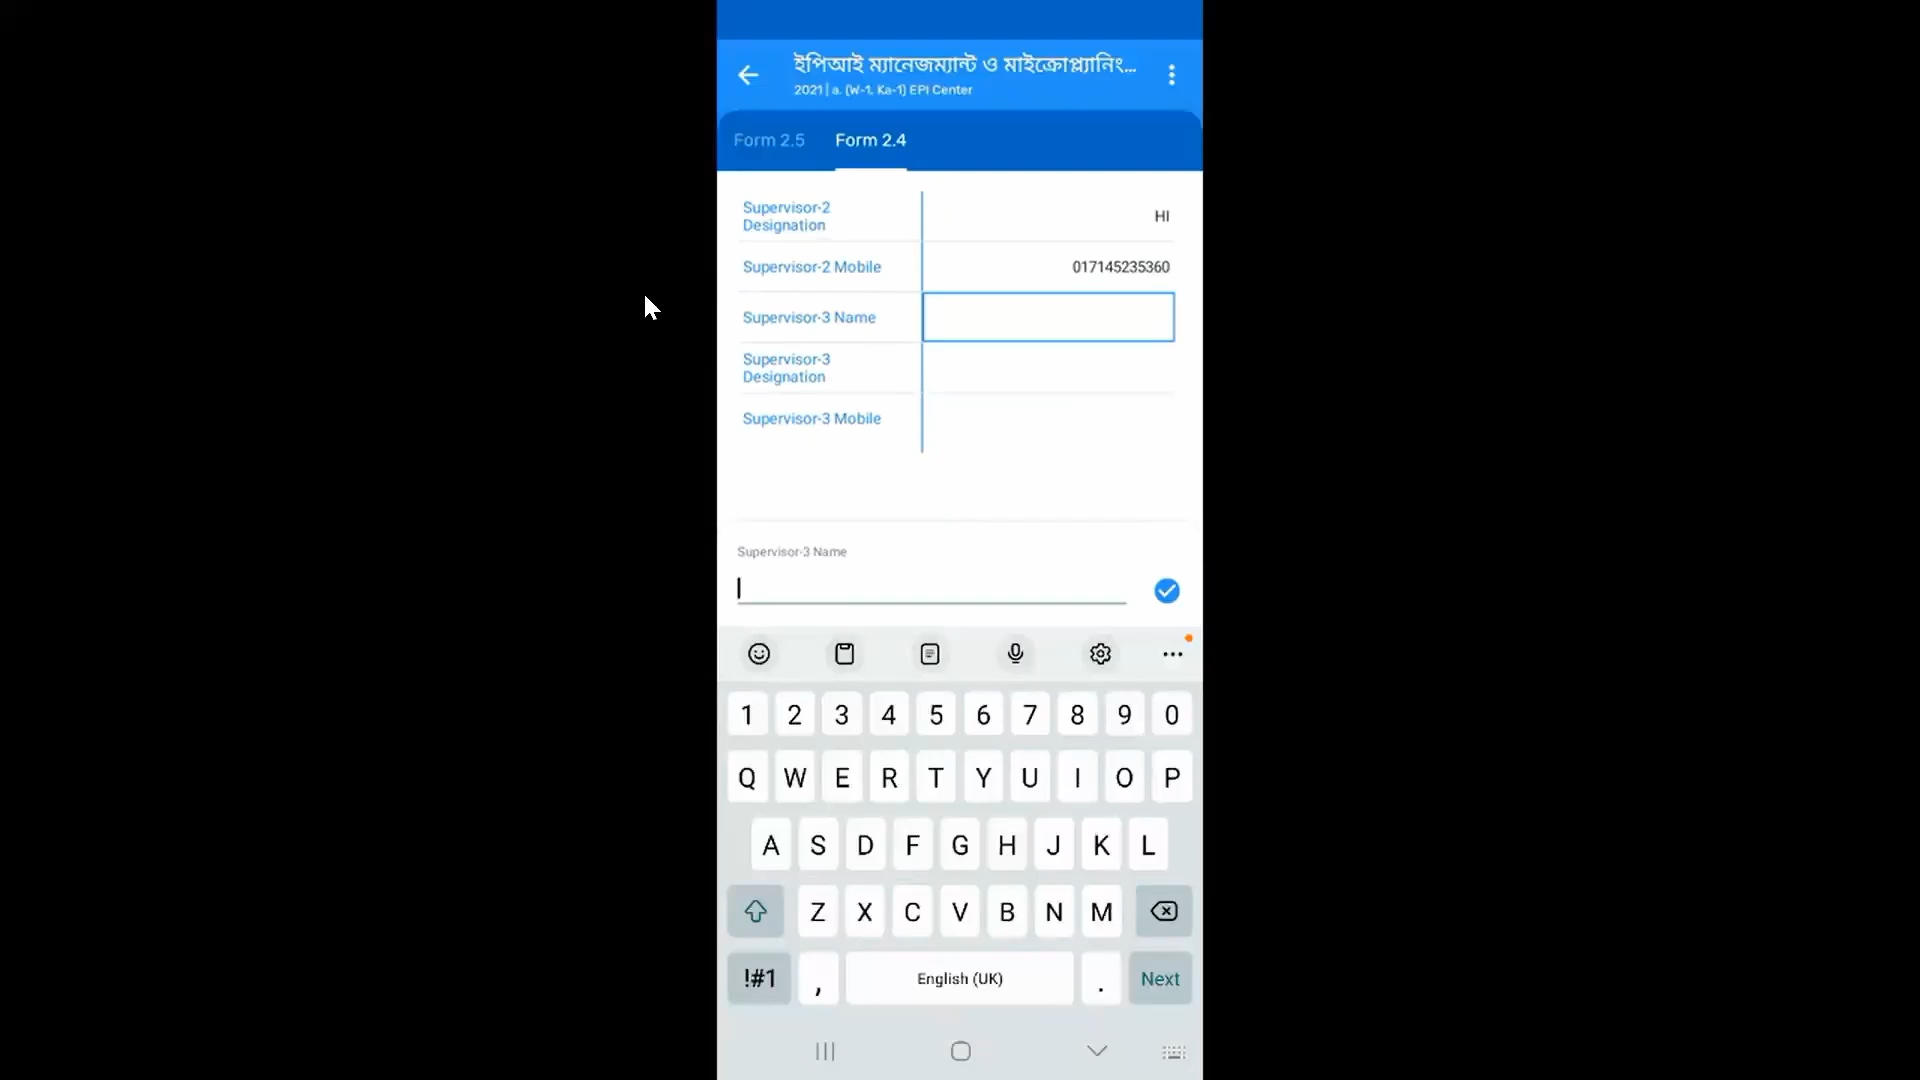 ইপিআই ম্যানেজম্যান্ট ও মাইক্রোপ্ল্যানিং...
2021 | a. (W-1, Ka-1) EPI Center
Form 2.5 Form 2.4
Supervisor-2
Designation
HI
Supervisor-2 Mobile 017145235360
Supervisor-3 Name
Supervisor-3
Designation
Supervisor-3 Mobile
Supervisor-3 Name
1 2 3 4 5 6 7 8 9 0
Q W E R T Y U I O P
A S D F G H J K L
Z X C V B N M
!#1 , English (UK) . Next